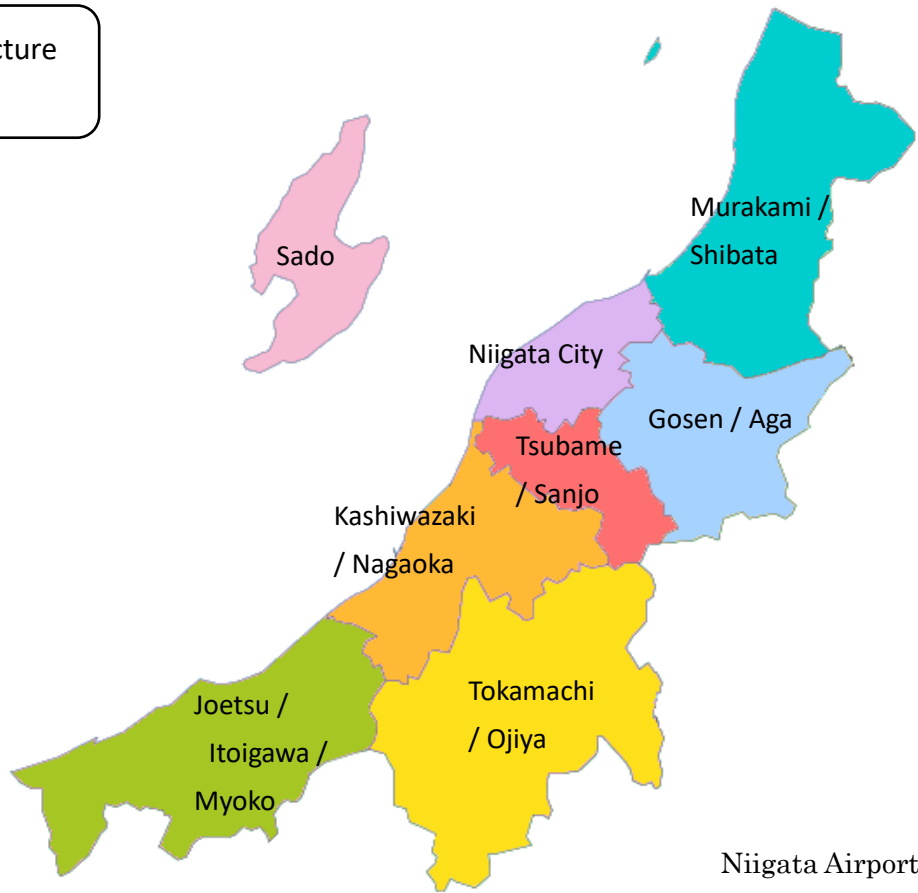 cture
Murakami /
Shibata
Sado
Niigata City
Gosen / Aga
Tsubame
/ Sanjo
Kashiwazaki
/ Nagaoka
Tokamachi
/ Ojiya
Joetsu /
Itoigawa /
Myoko
Niigata Airport